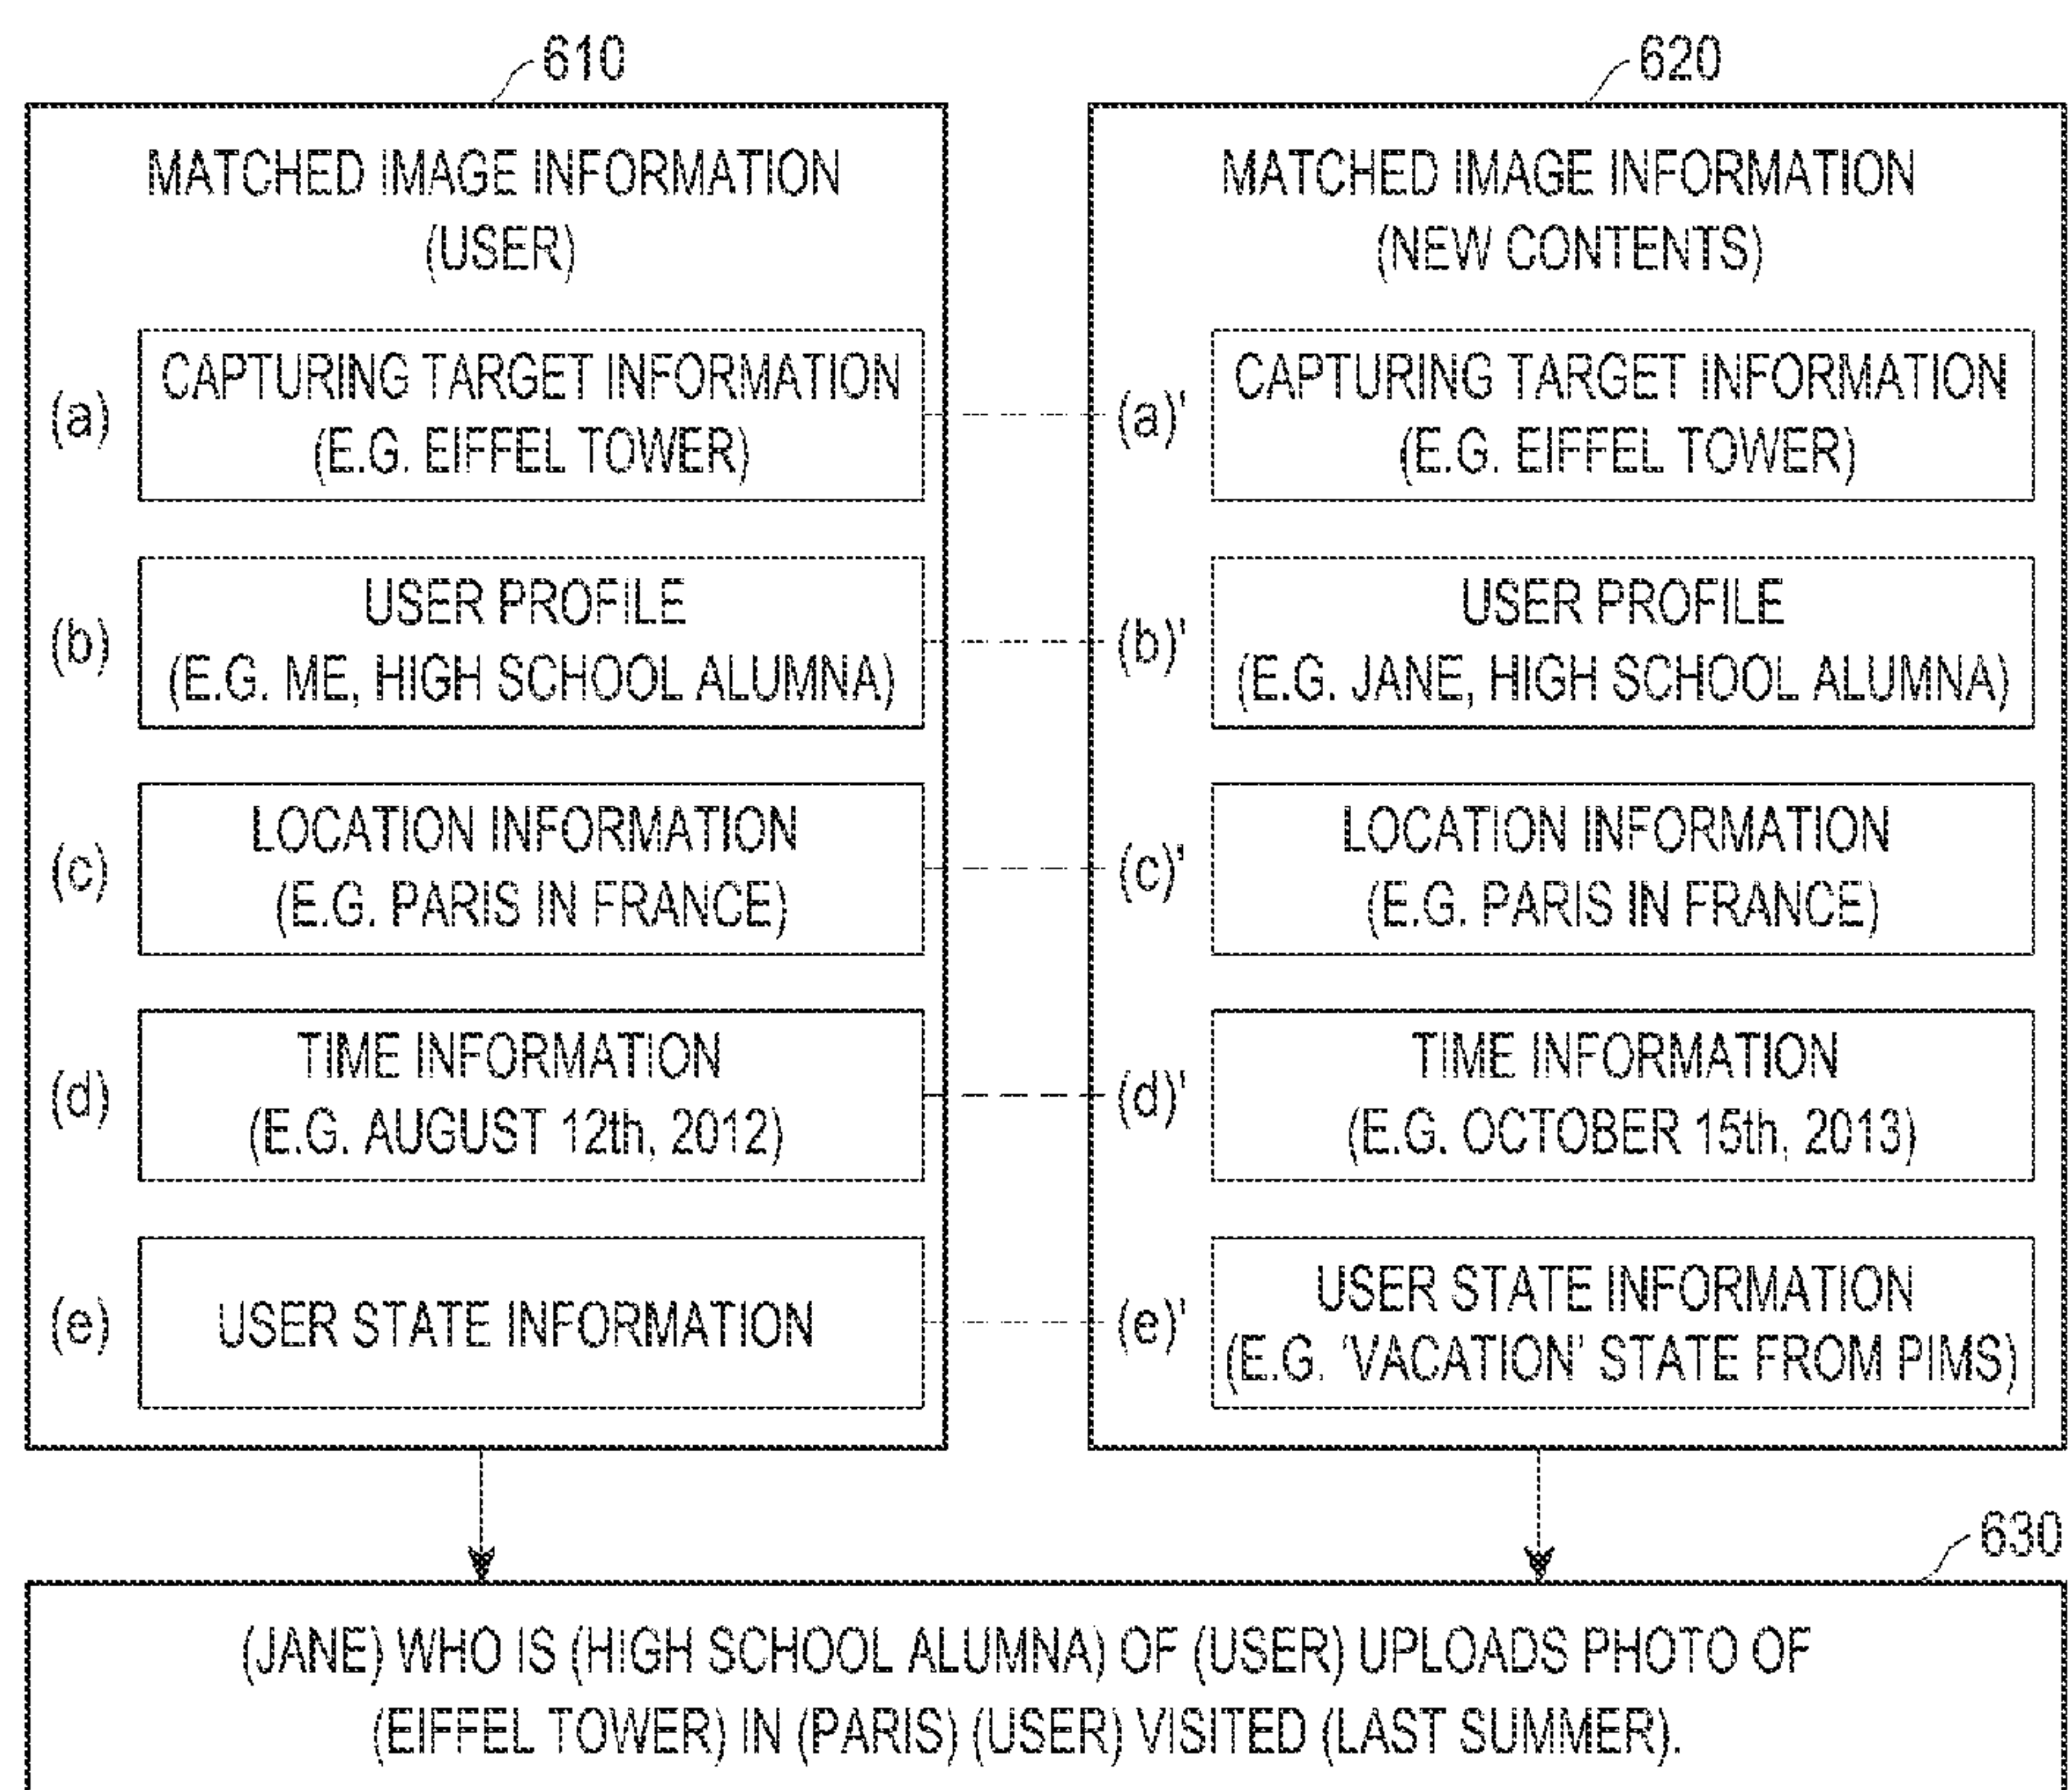 610
MATCHED IMAGE INFORMATION
(USER)
(a)
CAPTURING TARGET INFORMATION
(E.G. EIFFEL TOWER)
(b)
USER PROFILE
(E.G. ME, HIGH SCHOOL ALUMNA)
(c)
LOCATION INFORMATION
(E.G. PARIS IN FRANCE)
(d)
TIME INFORMATION
(E.G. AUGUST 12th, 2012)
(e)
USER STATE INFORMATION
620
MATCHED IMAGE INFORMATION
(NEW CONTENTS)
(a)'
CAPTURING TARGET INFORMATION
(E.G. EIFFEL TOWER)
(b)'
USER PROFILE
(E.G. JANE, HIGH SCHOOL ALUMNA)
(c)'
LOCATION INFORMATION
(E.G. PARIS IN FRANCE)
(d)'
TIME INFORMATION
(E.G. OCTOBER 15th, 2013)
(e)'
USER STATE INFORMATION
(E.G. 'VACATION' STATE FROM PIMS)
630
(JANE) WHO IS (HIGH SCHOOL ALUMNA) OF (USER) UPLOADS PHOTO OF
(EIFFEL TOWER) IN (PARIS) (USER) VISITED (LAST SUMMER).